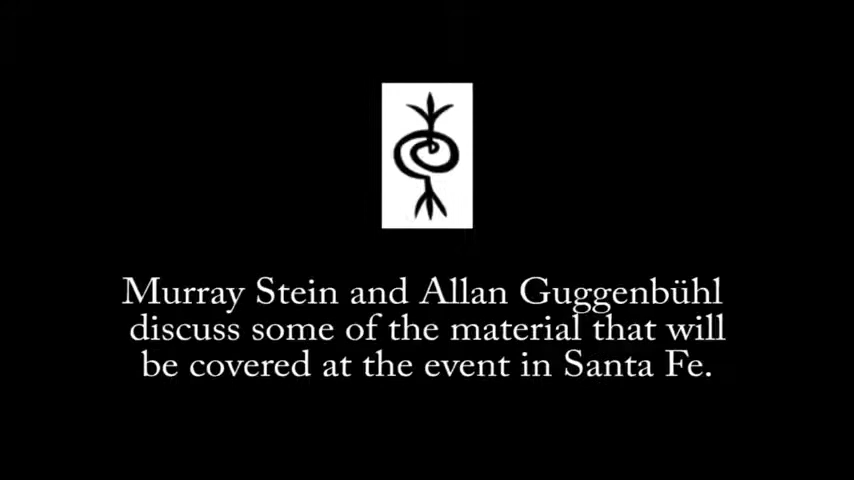 Murray Stein and Allan Guggenbühl
discuss some of the material that will
be covered at the event in Santa Fe.